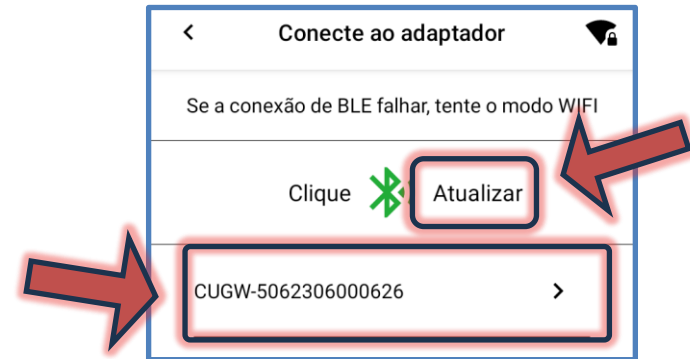 Conecte ao adaptador
Se a conexão de BLE falhar, tente o modo WIFI
Clique Atualizar
CUGW-5062306000626